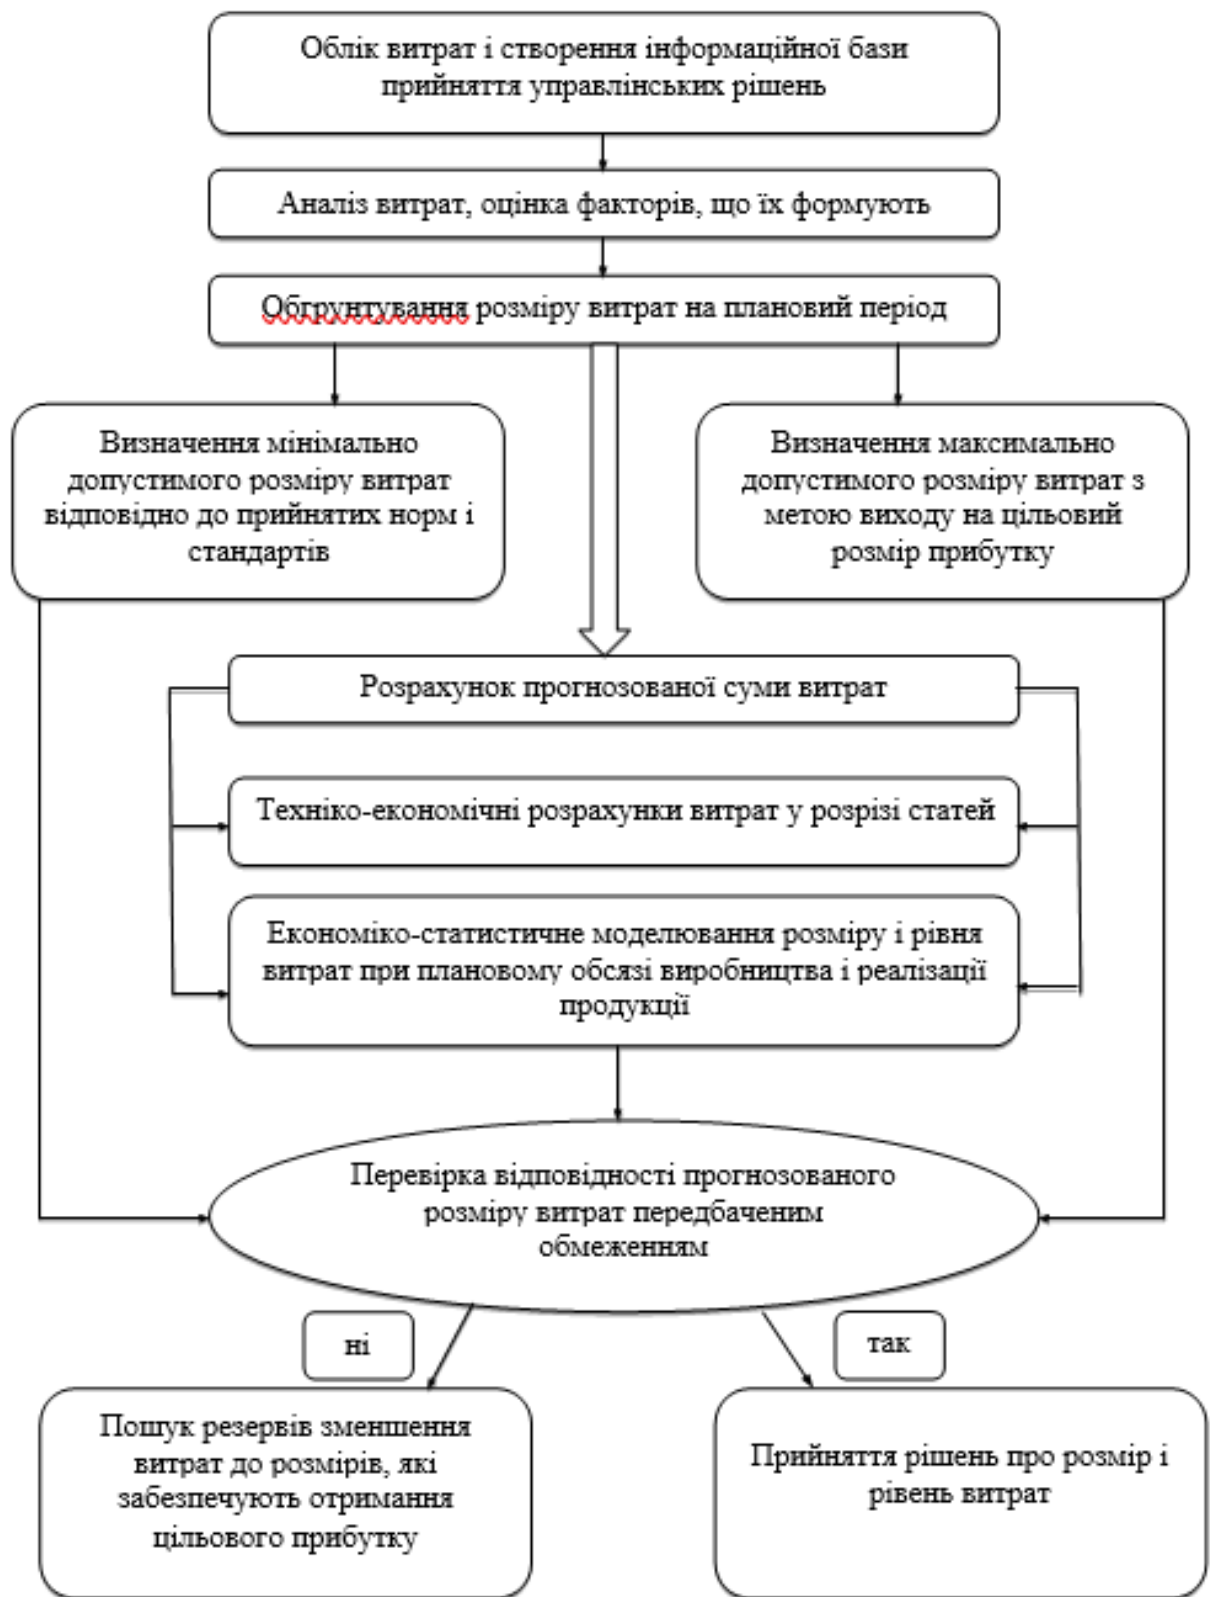 Облік витрат і створення інформаційної бази
прийняття управлінських рішень
Аналіз витрат, оцінка факторів, що їх формують
Обгрунтування розміру витрат на плановий період
Визначення мінімально
допустимого розміру витрат
відповідно до прийнятих норм і
стандартів
Визначення максимально
допустимого розміру витрат з
метою виходу на цільовий
розмір прибутку
Розрахунок прогнозованої суми витрат
Техніко-економічні розрахунки витрат у розрізі статей
Економіко-статистичне моделювання розміру і рівня
витрат при плановому обсязі виробництва і реалізації
продукції
Перевірка відповідності прогнозованого
розміру витрат передбаченим
обмеженням
ні
так
Пошук резервів зменшення
витрат до розмірів, які
забезпечують отримання
цільового прибутку
Прийняття рішень про розмір і
рівень витрат